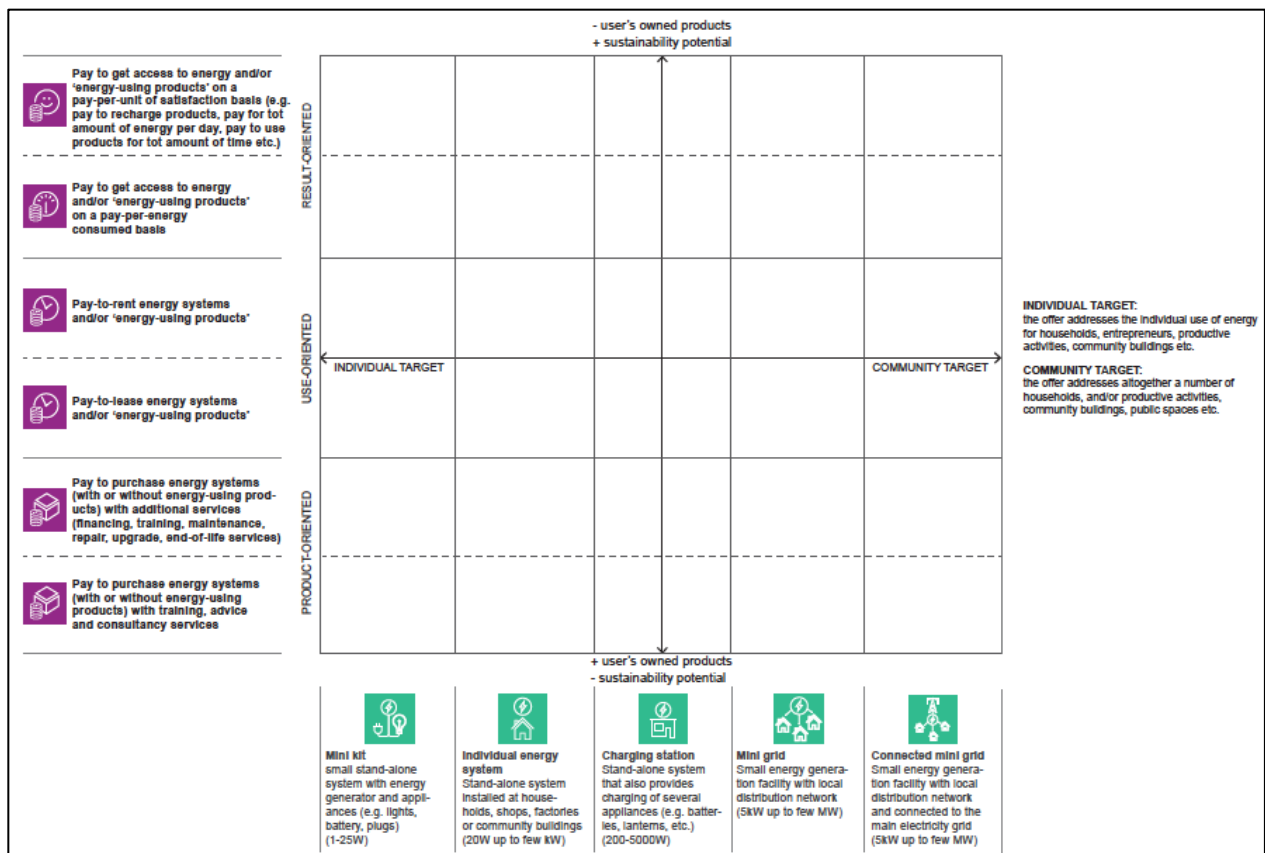 - user's owned products
+ sustainability potential
Pay to get access to energy and/or
‘energy-using products’ on a
pay-per-unit of satisfaction basis (e.g.
pay to recharge products, pay for tot
amount of energy per day, pay to use
products for tot amount of time etc.)
Pay to get access to energy
and/or ‘energy-using products’
on a pay-per-energy
consumed basis
RESULT-ORIENTED
Pay-to-rent energy systems
and/or ‘energy-using products’
Pay-to-lease energy systems
and/or ‘energy-using products’
USE-ORIENTED
INDIVIDUAL TARGET
COMMUNITY TARGET
INDIVIDUAL TARGET:
the offer addresses the individual use of energy
for households, entrepreneurs, productive
activities, community buildings etc.
COMMUNITY TARGET:
the offer addresses altogether a number of
households, and/or productive activities,
community buildings, public spaces etc.
Pay to purchase energy systems
(with or without energy-using prod-
ucts) with additional services
(financing, training, maintenance,
repair, upgrade, end-of-life services)
Pay to purchase energy systems
(with or without energy-using
products) with training, advice
and consultancy services
PRODUCT-ORIENTED
+ user's owned products
- sustainability potential
Mini kit
small stand-alone
system with energy
generator and appli-
ances (e.g. lights,
battery, plugs)
(1-25W)
Individual energy
system
Stand-alone system
installed at house-
holds, shops, factories
or community buildings
(20W up to few kW)
Charging station
Stand-alone system
that also provides
charging of several
appliances (e.g. batter-
ies, lanterns, etc.)
(200-5000W)
Mini grid
Small energy genera-
tion facility with local
distribution network
(5kW up to few MW)
Connected mini grid
Small energy genera-
tion facility with local
distribution network
and connected to the
main electricity grid
(5kW up to few MW)